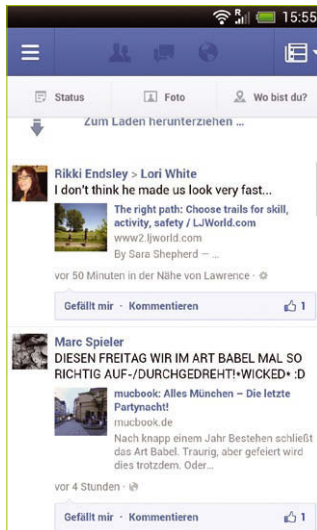 R
15:55
Status
Foto
Wo bist du?
Zum Laden herunterziehen ...
Rikki Endsley > Lori White
I don't think he made us look very fast...
The right path: Choose trails for skill,
activity, safety / LJWorld.com
www2.ljworld.com
By Sara Shepherd — ...
vor 50 Minuten in der Nähe von Lawrence ·
Gefällt mir · Kommentieren
1
Marc Spieler
DIESEN FREITAG WIR IM ART BABEL MAL SO
RICHTIG AUF-/DURCHGEDREHT!•WICKED• :D
mucbook: Alles München – Die letzte
Partynacht!
mucbook.de
Nach knapp einem Jahr Bestehen schließt
das Art Babel. Traurig, aber gefeiert wird
dies trotzdem. Oder...
vor 4 Stunden ·
Gefällt mir · Kommentieren
1